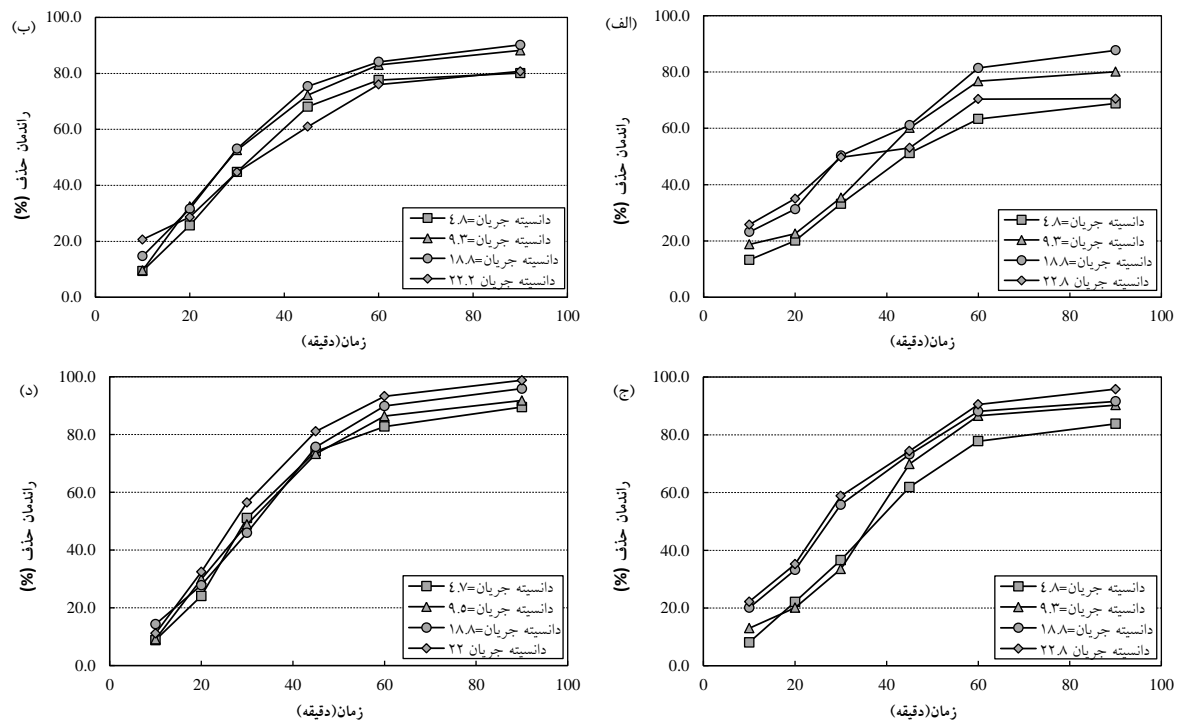 (الف)
راندمان حذف (%)
100.0
80.0
60.0
40.0
20.0
0.0
دانسیته جریان=۴.۸
دانسیته جریان=۹.۳
دانسیته جریان=۱۸.۸
دانسیته جریان ۲۲.۸
0 20 40 60 80 100
زمان(دقیقه)
(ب)
راندمان حذف (%)
100.0
80.0
60.0
40.0
20.0
0.0
دانسیته جریان=۴.۸
دانسیته جریان=۹.۳
دانسیته جریان=۱۸.۸
دانسیته جریان ۲۲.۲
0 20 40 60 80 100
زمان(دقیقه)
(ج)
راندمان حذف (%)
100.0
80.0
60.0
40.0
20.0
0.0
دانسیته جریان=۴.۸
دانسیته جریان=۹.۳
دانسیته جریان=۱۸.۸
دانسیته جریان ۲۲.۸
0 20 40 60 80 100
زمان(دقیقه)
(د)
راندمان حذف (%)
100.0
80.0
60.0
40.0
20.0
0.0
دانسیته جریان=۴.۷
دانسیته جریان=۹.۵
دانسیته جریان=۱۸.۸
دانسیته جریان ۲۲
0 20 40 60 80 100
زمان(دقیقه)